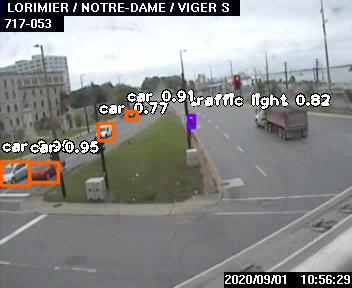 LORIMIER / NOTRE-DAME / VIGER S
717-053
car 0.91
car 0.77
traffic light 0.82
car 0.95
2020/09/01 10:56:29